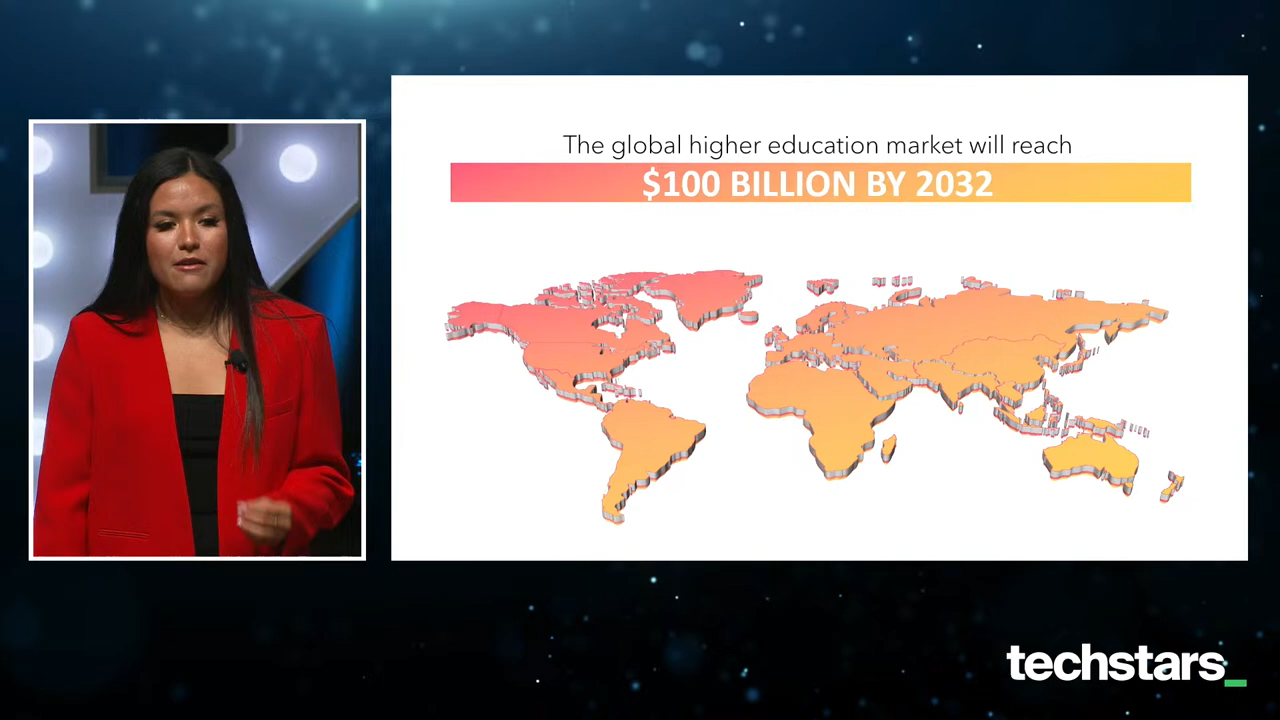 The global higher education market will reach
$100 BILLION BY 2032
techstars_